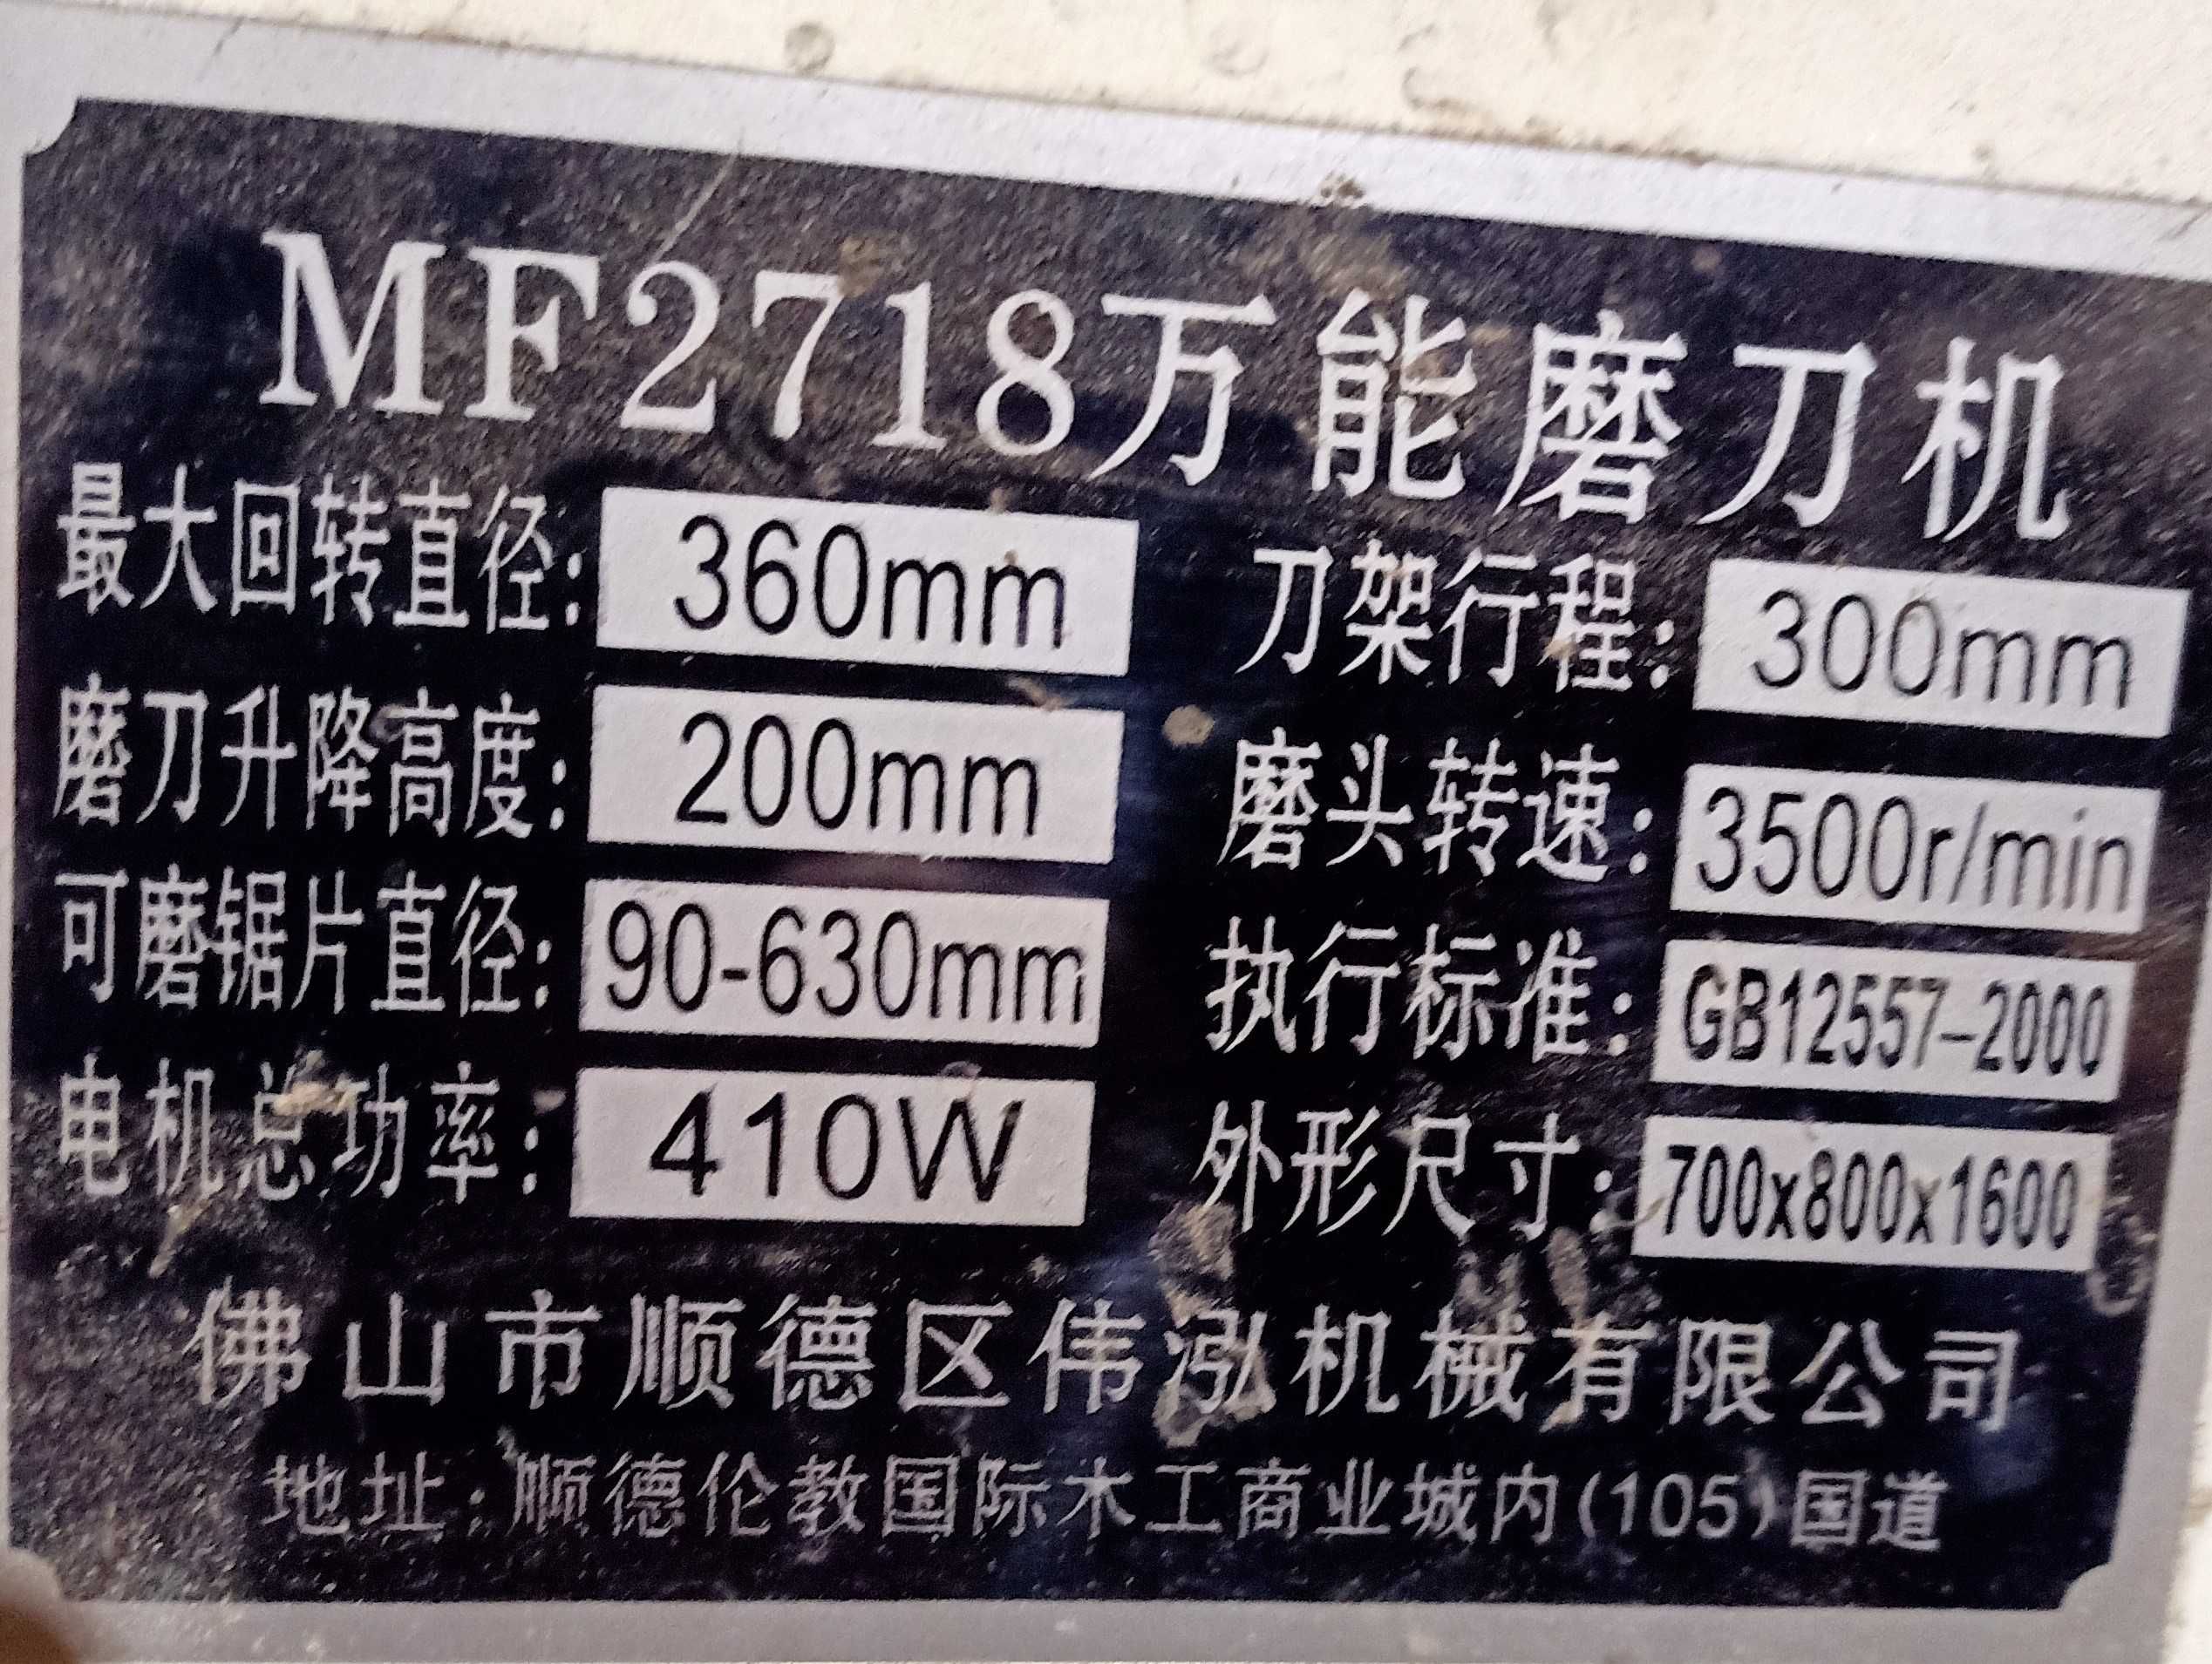 MF2718万能磨刀机
最大回转直径: 360mm 刀架行程: 300mm
磨刀升降高度: 200mm 磨头转速: 3500r/min
可磨锯片直径: 90-630mm 执行标准: GB12557-2000
电机总功率: 410W 外形尺寸: 700x800x1600
佛山市顺德区伟泓机械有限公司
地址:顺德伦教国际木工商业城内(105)国道